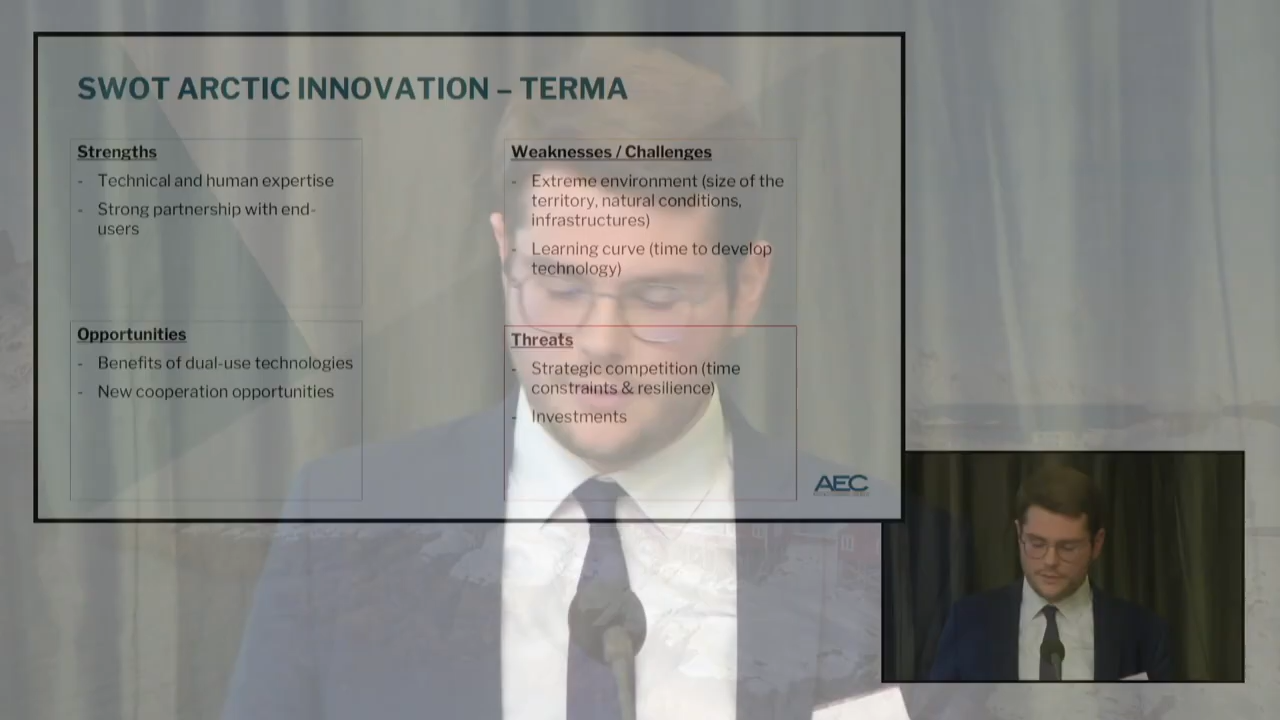 SWOT ARCTIC INNOVATION – TERMA
Strengths
- Technical and human expertise
- Strong partnership with end-
users
Weaknesses / Challenges
- Extreme environment (size of the
territory, natural conditions,
infrastructures)
- Learning curve (time to develop
technology)
Opportunities
- Benefits of dual-use technologies
- New cooperation opportunities
Threats
- Strategic competition (time
constraints & resilience)
- Investments
AEC